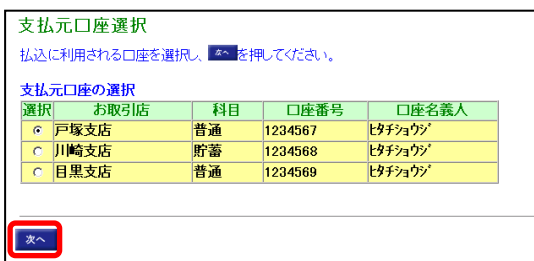 支払元口座選択
払込に利用される口座を選択し、次へを押してください。
支払元口座の選択
選択 お取引店 科目 口座番号 口座名義人
戸塚支店 普通 1234567 ﾋﾀﾁｼｮｳｼﾞ
川崎支店 貯蓄 1234568 ﾋﾀﾁｼｮｳｼﾞ
目黒支店 普通 1234569 ﾋﾀﾁｼｮｳｼﾞ
次へ